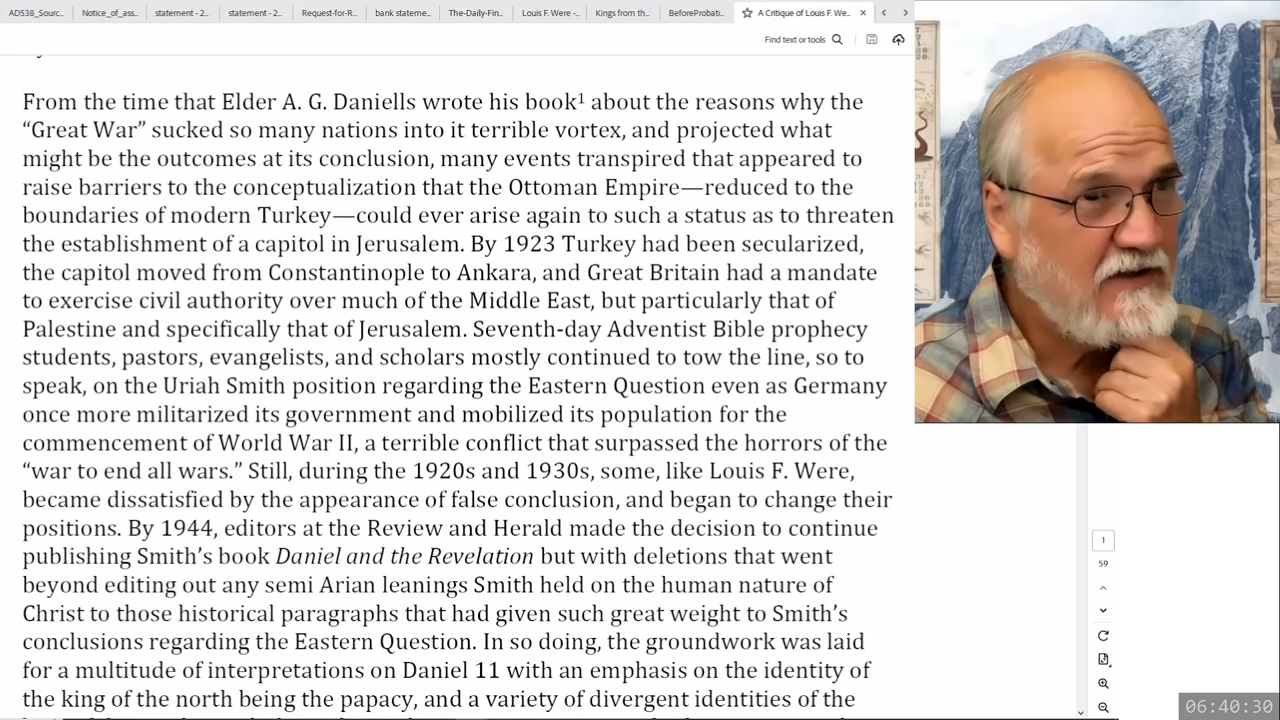 AD538_Sourc...
Notice_of_ass..
statement - 2...
statement - 2...
Request-for-R...
bank stateme...
The-Daily-Fin...
Louis F. Were -..
Kings from th...
BeforeProbati...
A Critique of Louis F. We...
Find text or tools
From the time that Elder A. G. Daniells wrote his book¹ about the reasons why the
“Great War” sucked so many nations into it terrible vortex, and projected what
might be the outcomes at its conclusion, many events transpired that appeared to
raise barriers to the conceptualization that the Ottoman Empire—reduced to the
boundaries of modern Turkey—could ever arise again to such a status as to threaten
the establishment of a capitol in Jerusalem. By 1923 Turkey had been secularized,
the capitol moved from Constantinople to Ankara, and Great Britain had a mandate
to exercise civil authority over much of the Middle East, but particularly that of
Palestine and specifically that of Jerusalem. Seventh-day Adventist Bible prophecy
students, pastors, evangelists, and scholars mostly continued to tow the line, so to
speak, on the Uriah Smith position regarding the Eastern Question even as Germany
once more militarized its government and mobilized its population for the
commencement of World War II, a terrible conflict that surpassed the horrors of the
“war to end all wars.” Still, during the 1920s and 1930s, some, like Louis F. Were,
became dissatisfied by the appearance of false conclusion, and began to change their
positions. By 1944, editors at the Review and Herald made the decision to continue
publishing Smith’s book Daniel and the Revelation but with deletions that went
beyond editing out any semi Arian leanings Smith held on the human nature of
Christ to those historical paragraphs that had given such great weight to Smith’s
conclusions regarding the Eastern Question. In so doing, the groundwork was laid
for a multitude of interpretations on Daniel 11 with an emphasis on the identity of
the king of the north being the papacy, and a variety of divergent identities of the
1
59
06:40:30